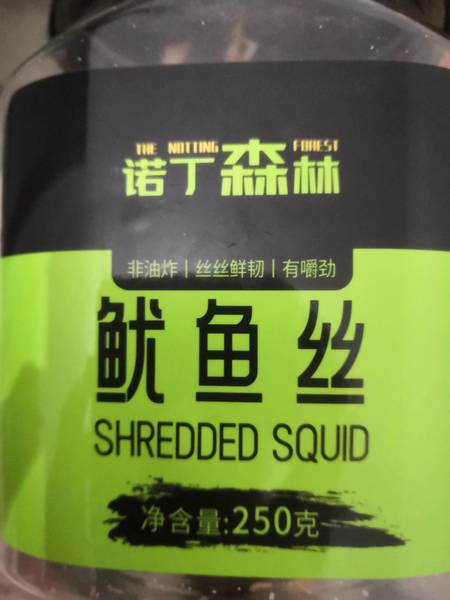 THE NOTTING FOREST
诺丁森林
非油炸 | 丝丝鲜韧 | 有嚼劲
鱿鱼丝
SHREDDED SQUID
净含量:250克